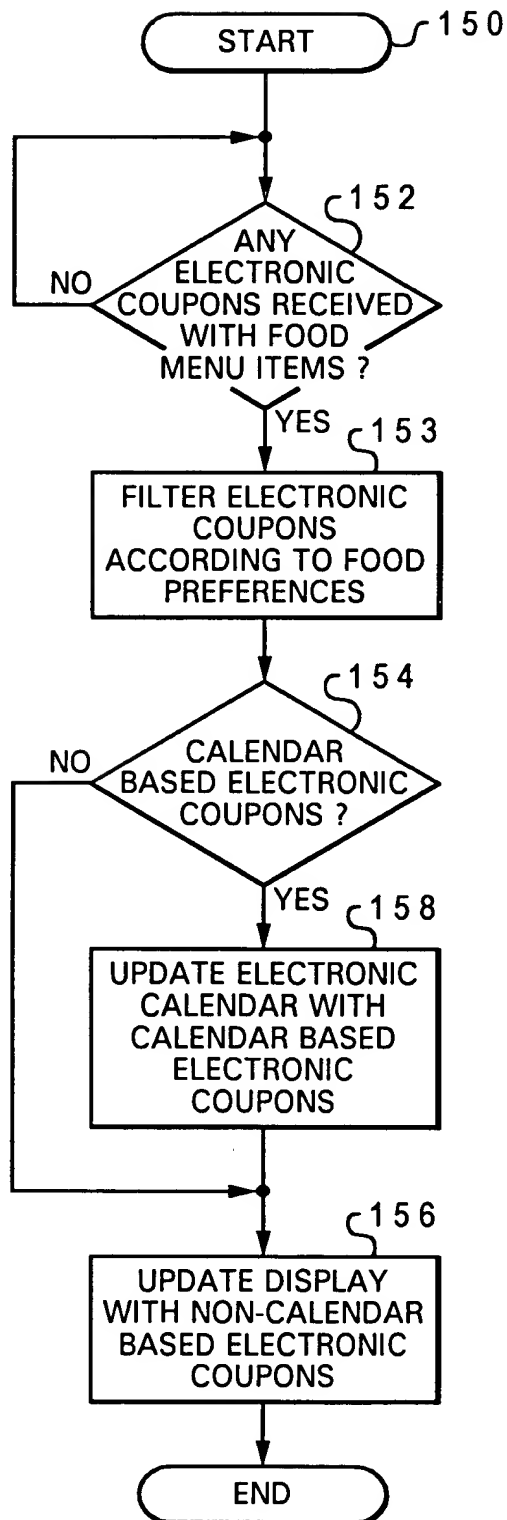 START
150
152
ANY
ELECTRONIC
COUPONS RECEIVED
WITH FOOD
MENU ITEMS ?
NO
YES
153
FILTER ELECTRONIC
COUPONS
ACCORDING TO FOOD
PREFERENCES
154
NO
CALENDAR
BASED ELECTRONIC
COUPONS ?
YES
158
UPDATE ELECTRONIC
CALENDAR WITH
CALENDAR BASED
ELECTRONIC
COUPONS
156
UPDATE DISPLAY
WITH NON-CALENDAR
BASED ELECTRONIC
COUPONS
END